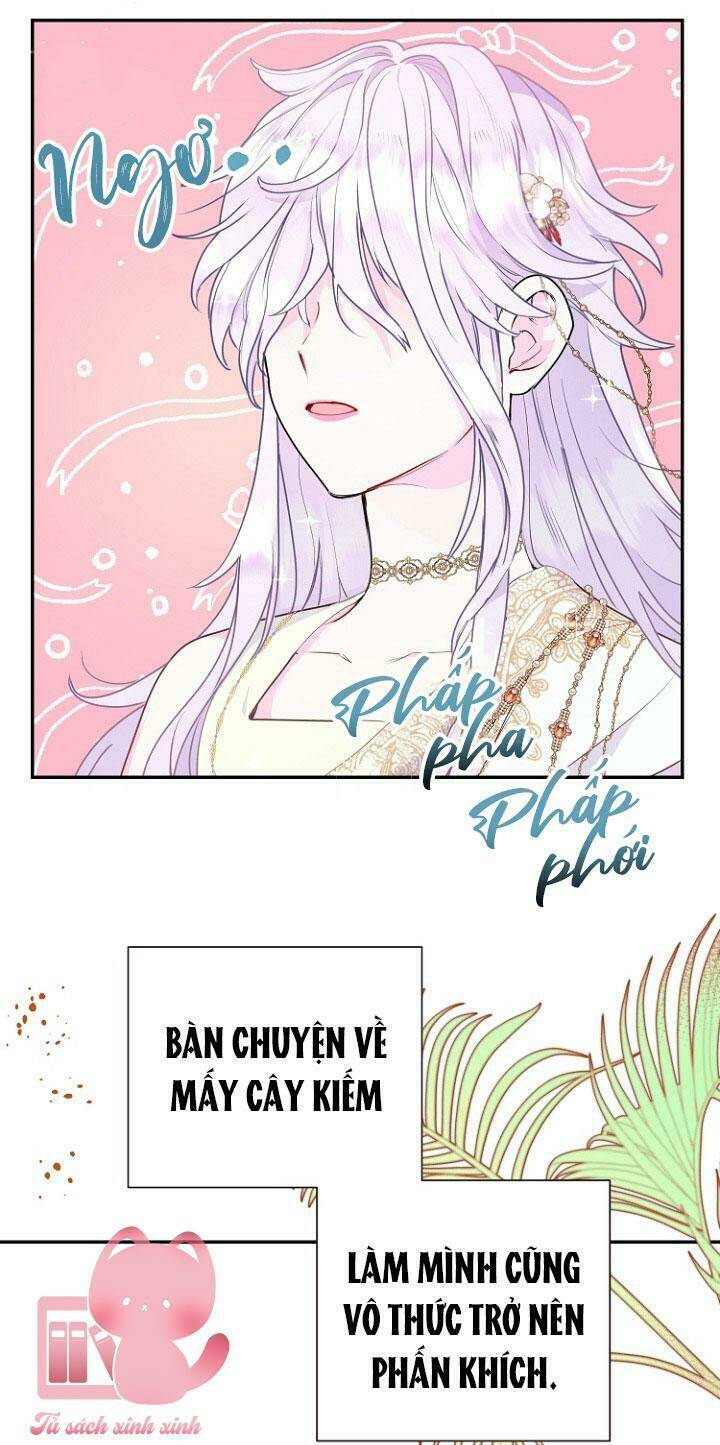 Ngơ...
Phấp
pha
Phấp
phới
BÀN CHUYỆN VỀ
MẤY CÂY KIẾM
LÀM MÌNH CŨNG
VÔ THỨC TRỞ NÊN
PHẤN KHÍCH.
Tủ sách xinh xinh